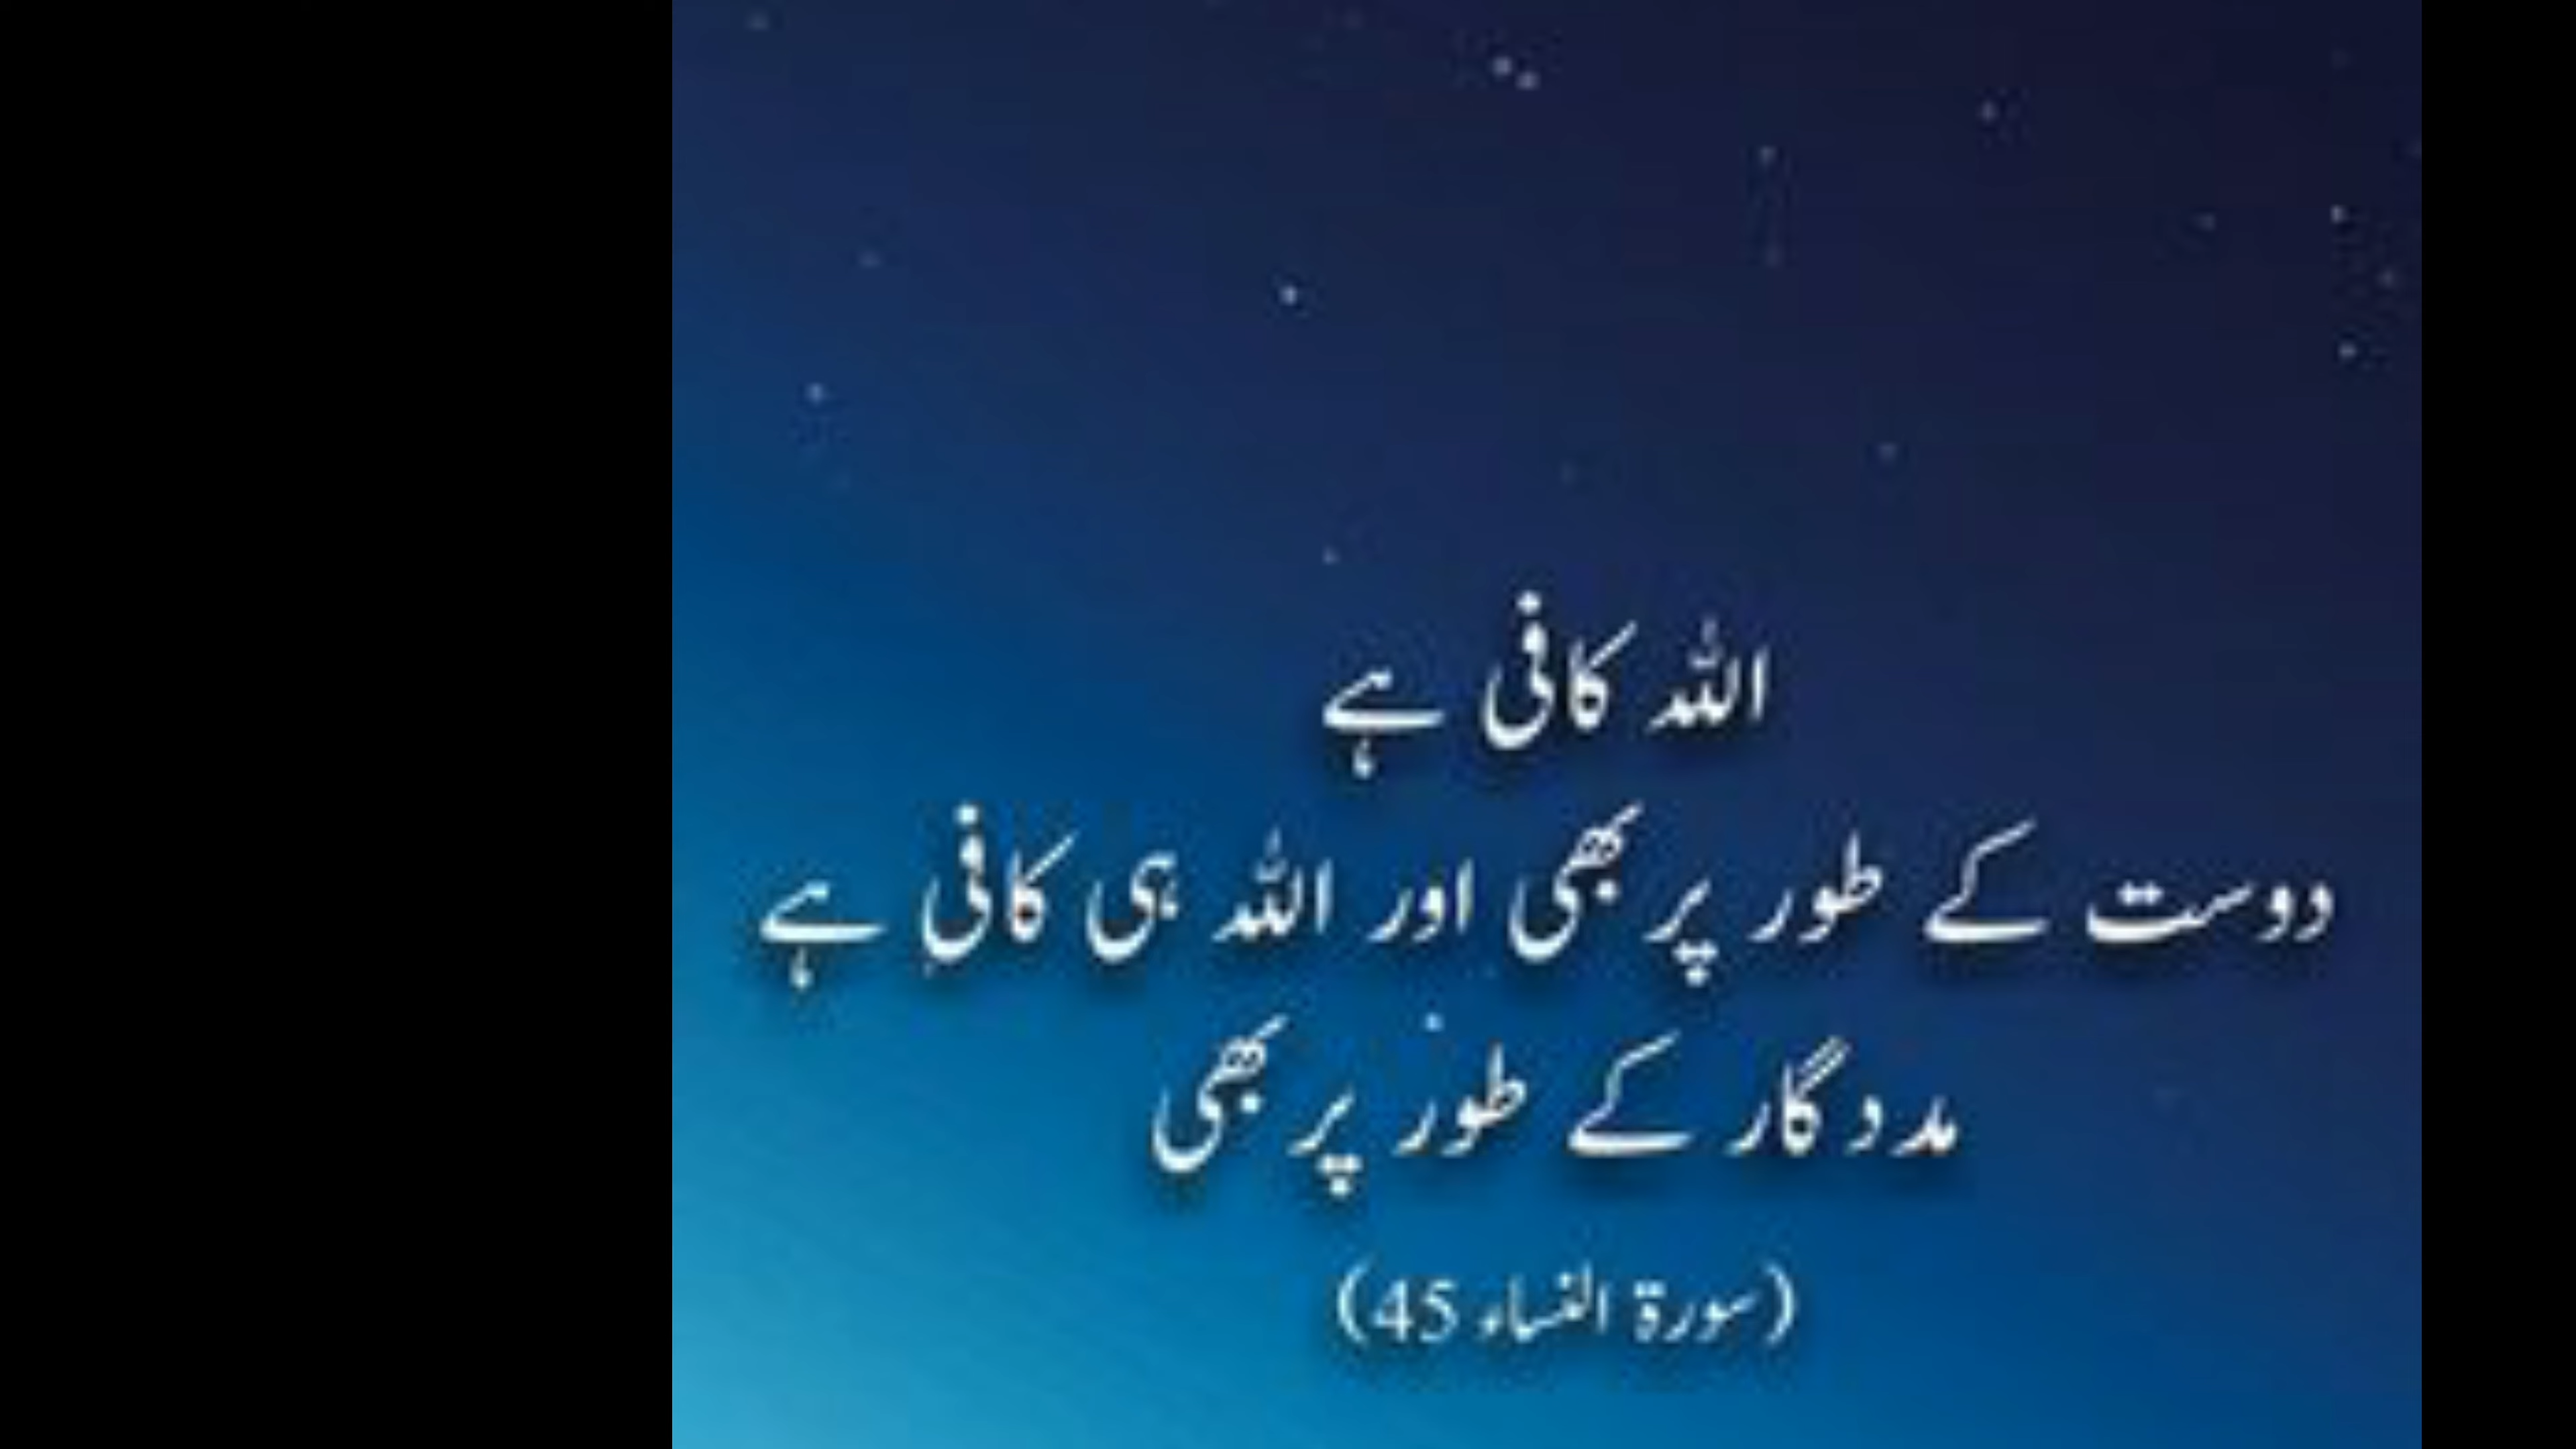 اللہ کافی ہے
دوست کے طور پر بھی اور اللہ ہی کافی ہے
مددگار کے طور پر بھی
(سورۃ النساء 45)